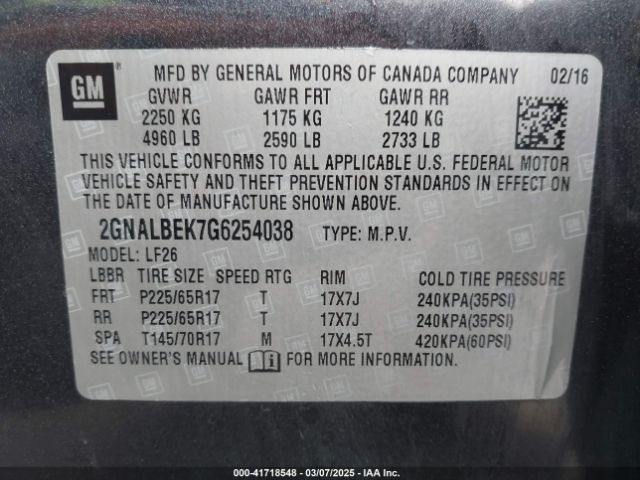 GM ® MFD BY GENERAL MOTORS OF CANADA COMPANY 02/16
GVWR GAWR FRT GAWR RR
2250 KG 1175 KG 1240 KG
4960 LB 2590 LB 2733 LB
THIS VEHICLE CONFORMS TO ALL APPLICABLE U.S. FEDERAL MOTOR
VEHICLE SAFETY AND THEFT PREVENTION STANDARDS IN EFFECT ON
THE DATE OF MANUFACTURE SHOWN ABOVE.
2GNALBEK7G6254038 TYPE: M.P.V.
MODEL: LF26
LBBR TIRE SIZE SPEED RTG RIM COLD TIRE PRESSURE
FRT P225/65R17 T 17X7J 240KPA(35PSI)
RR P225/65R17 T 17X7J 240KPA(35PSI)
SPA T145/70R17 M 17X4.5T 420KPA(60PSI)
SEE OWNER'S MANUAL FOR MORE INFORMATION.
© 41718548 — 03/07/2025 — IAA, Inc.